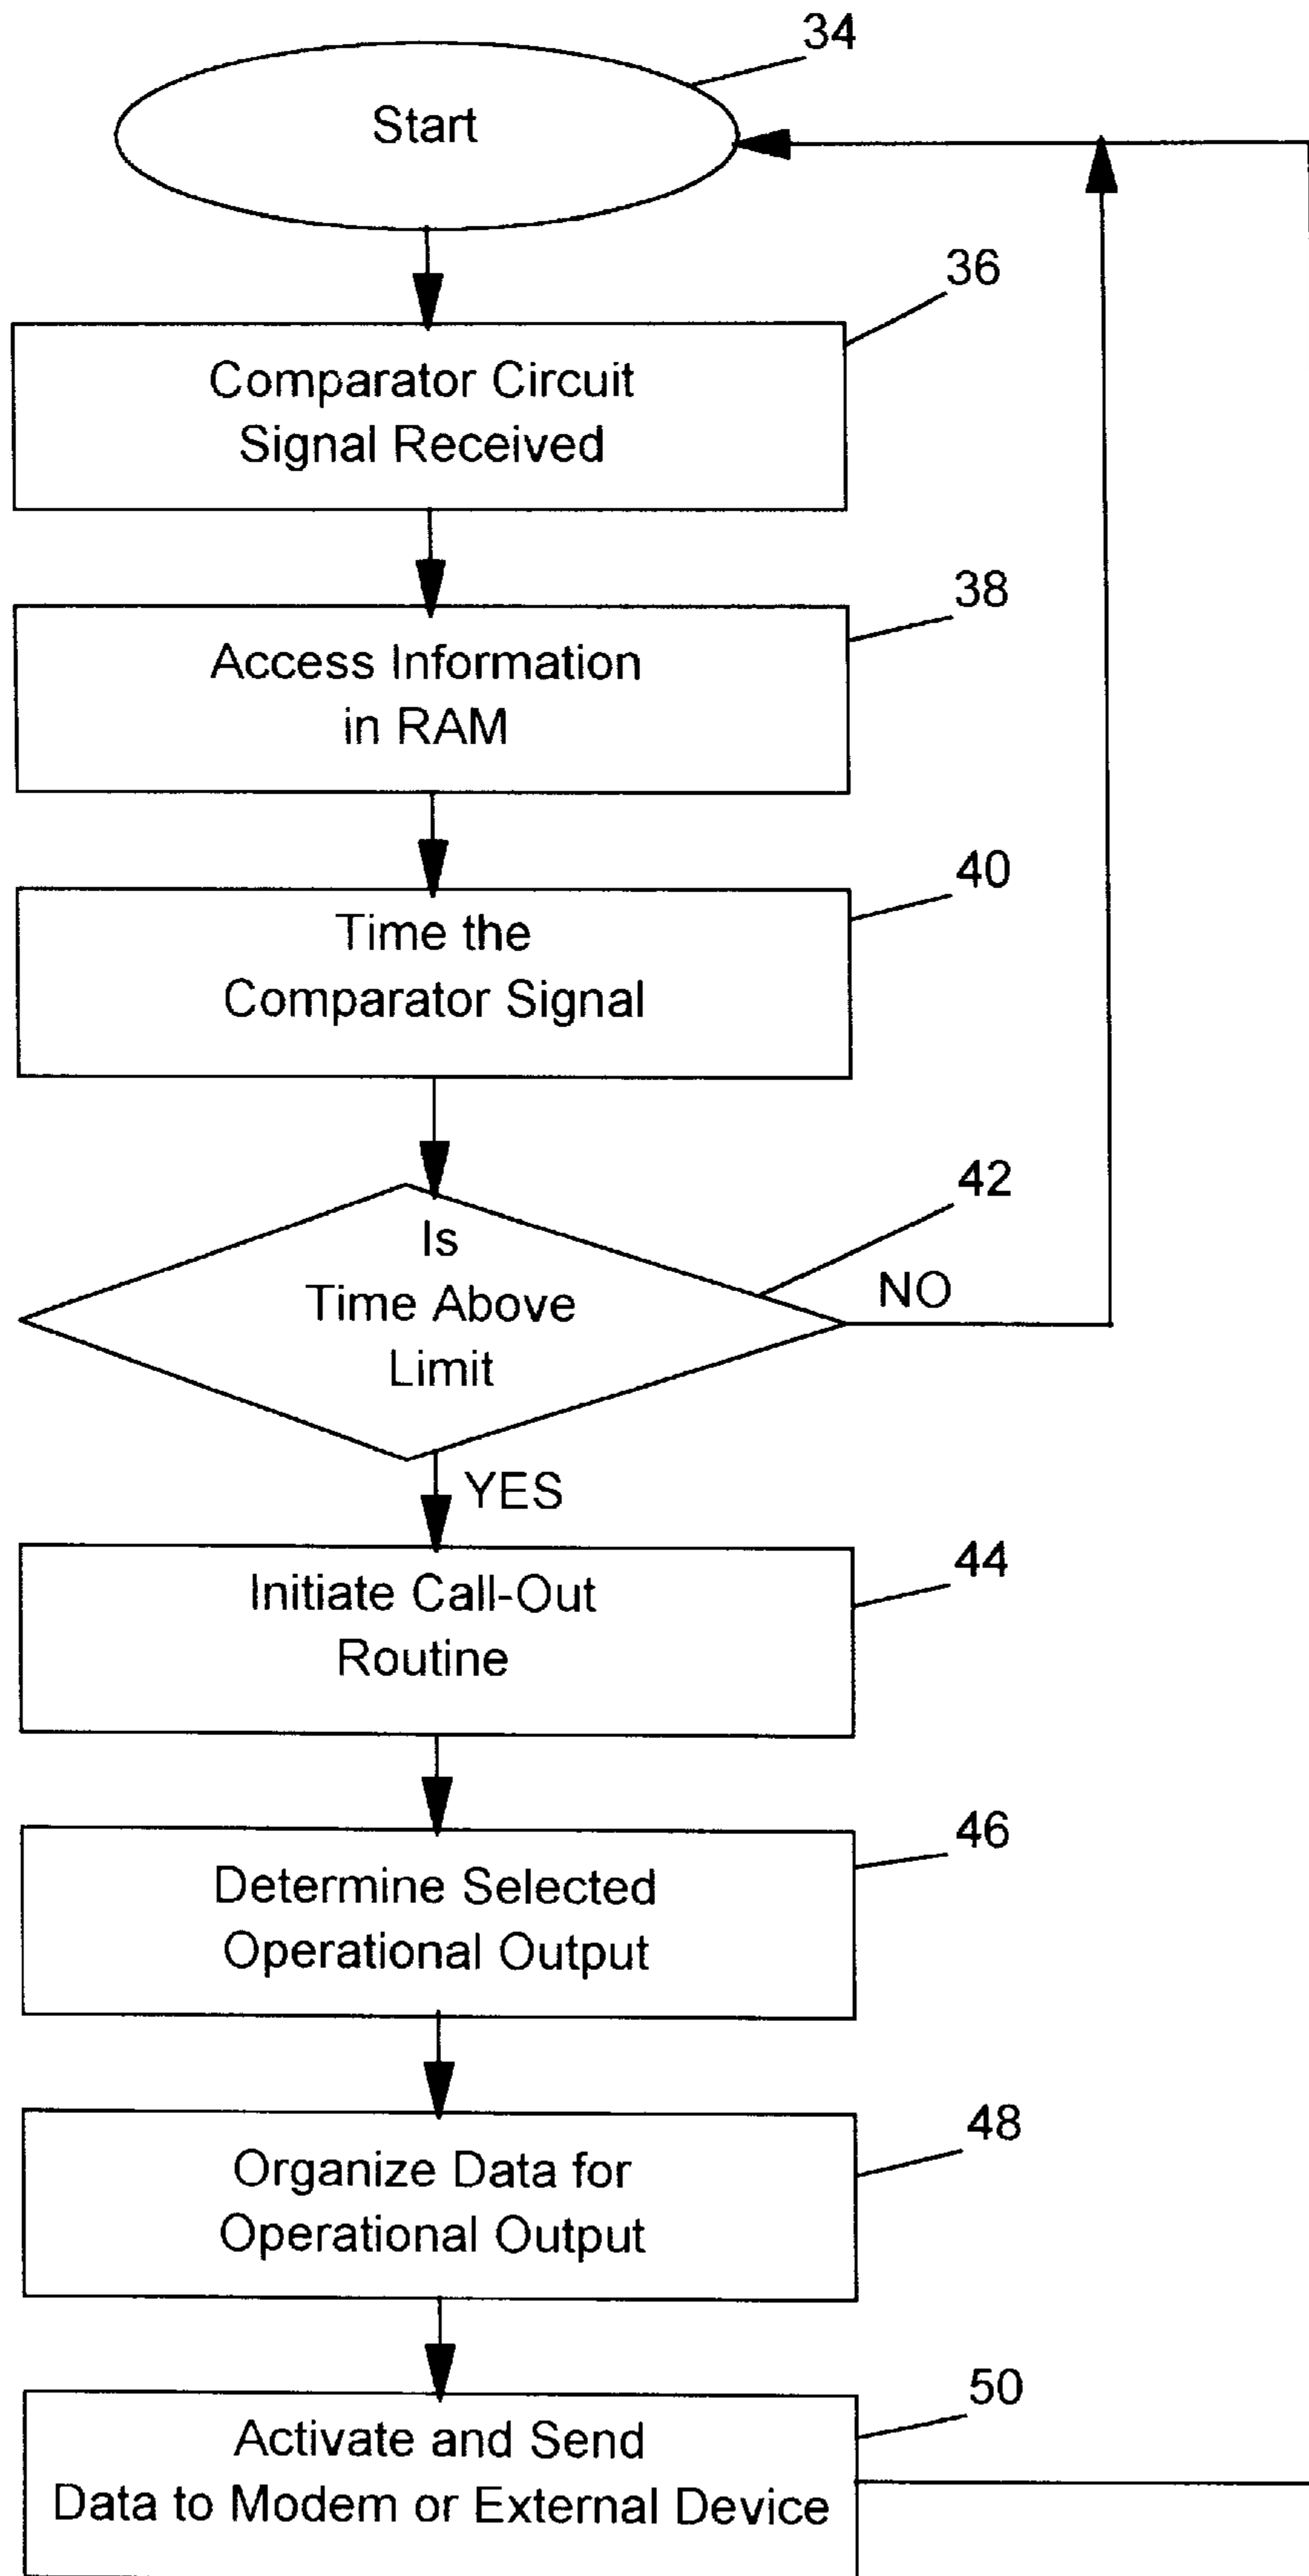 34
Start
36
Comparator Circuit
Signal Received
38
Access Information
in RAM
40
Time the
Comparator Signal
42
Is
Time Above
Limit
NO
YES
44
Initiate Call-Out
Routine
46
Determine Selected
Operational Output
48
Organize Data for
Operational Output
50
Activate and Send
Data to Modem or External Device